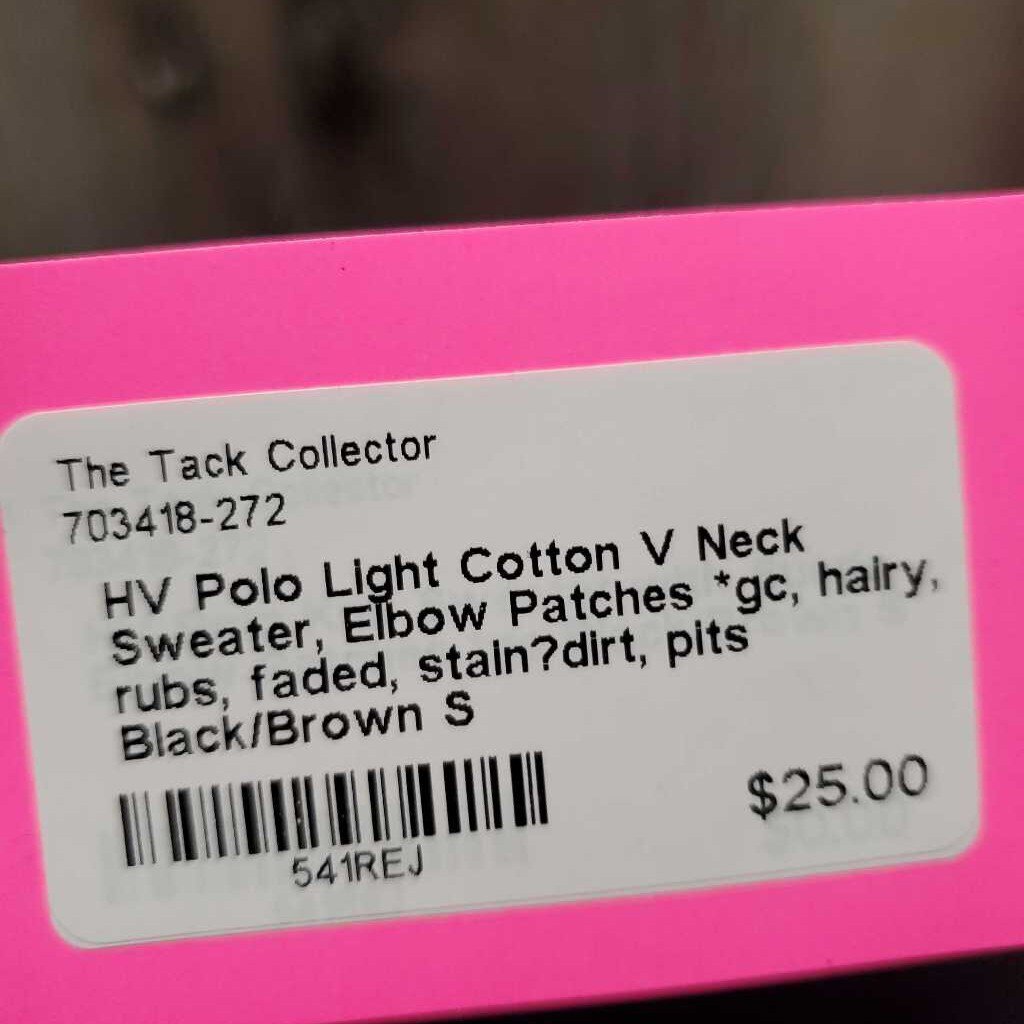 The Tack Collector
703418-272
HV Polo Light Cotton V Neck
Sweater, Elbow Patches *gc, hairy,
rubs, faded, stain?dirt, pits
Black/Brown S
541REJ
$25.00